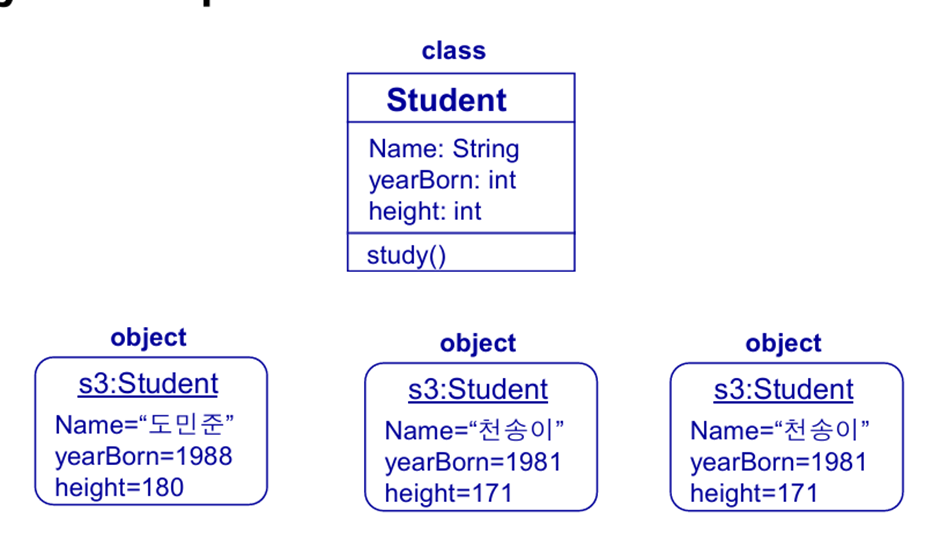 class
Student
Name: String
yearBorn: int
height: int
study()
object
s3:Student
Name=“도민준”
yearBorn=1988
height=180
object
s3:Student
Name=“천송이”
yearBorn=1981
height=171
object
s3:Student
Name=“천송이”
yearBorn=1981
height=171